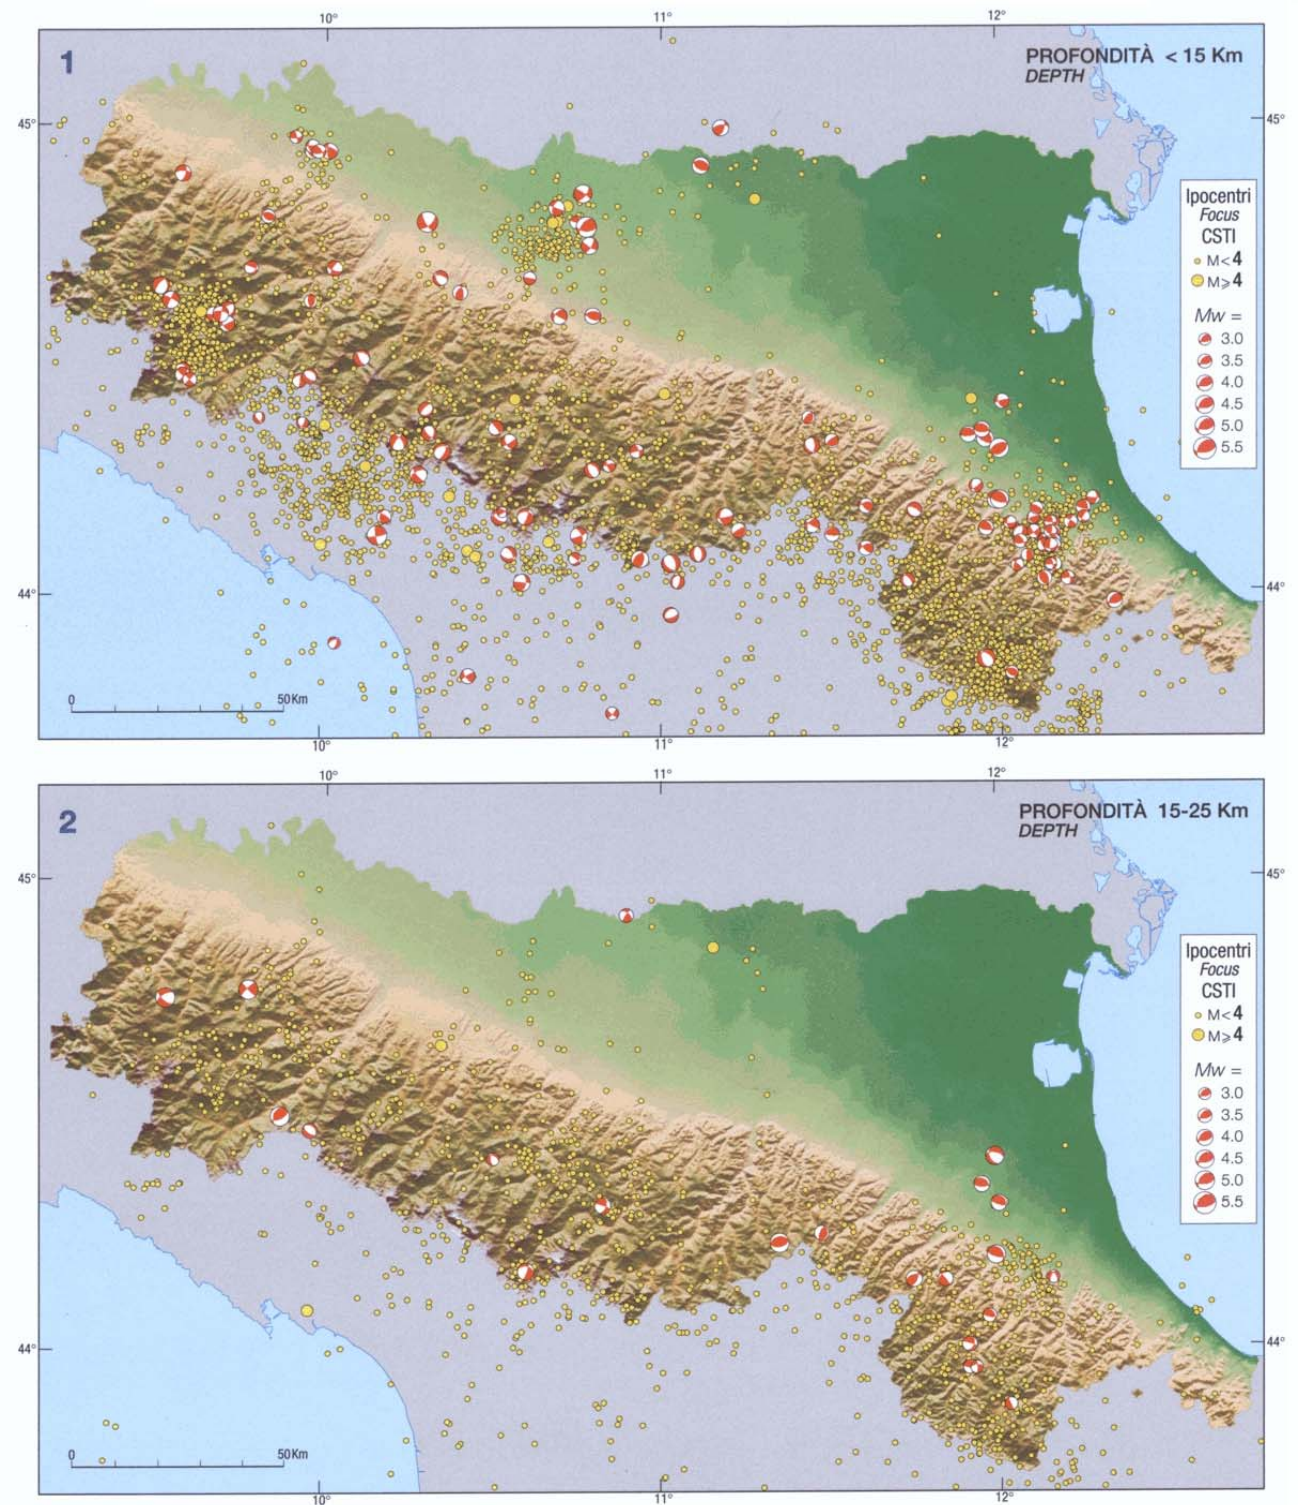 10°
11°
12°
1
PROFONDITÀ < 15 Km
DEPTH
45°
45°
Ipocentri
Focus
CSTI
M< 4
M⩾ 4
Mw =
3.0
3.5
4.0
4.5
5.0
5.5
44°
44°
0
50Km
10°
11°
12°
10°
11°
12°
2
PROFONDITÀ 15-25 Km
DEPTH
45°
45°
Ipocentri
Focus
CSTI
M< 4
M⩾ 4
Mw =
3.0
3.5
4.0
4.5
5.0
5.5
44°
44°
0
50Km
10°
11°
12°